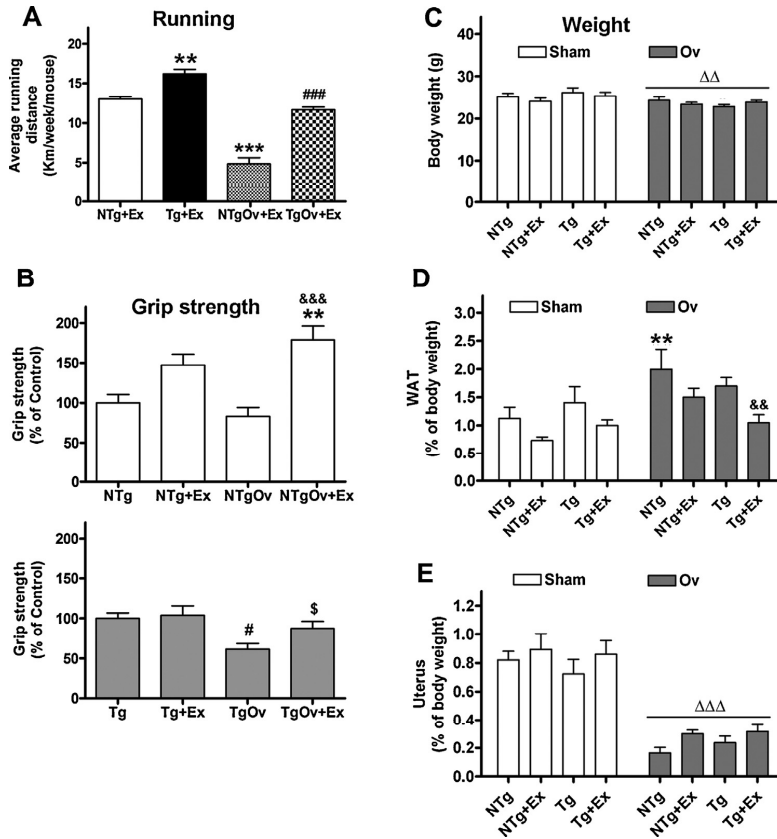 A
Running
Average running
distance
(Km/week/mouse)
20
15
10
5
0
**
***
###
NTg+Ex Tg+Ex NTgOv+Ex TgOv+Ex
B
Grip strength
Grip strength
(% of Control)
200
150
100
50
0
&&&
**
NTg NTg+Ex NTgOv NTgOv+Ex
Grip strength
(% of Control)
200
150
100
50
0
#
$
Tg Tg+Ex TgOv TgOv+Ex
C
Weight
Sham Ov
Body weight (g)
40
30
20
10
0
ΔΔ
NTg NTg+Ex Tg Tg+Ex NTg NTg+Ex Tg Tg+Ex
D
Sham Ov
WAT
(% of body weight)
3.0
2.5
2.0
1.5
1.0
0.5
0.0
**
&&
NTg NTg+Ex Tg Tg+Ex NTg NTg+Ex Tg Tg+Ex
E
Sham Ov
Uterus
(% of body weight)
1.2
1.0
0.8
0.6
0.4
0.2
0.0
ΔΔΔ
NTg NTg+Ex Tg Tg+Ex NTg NTg+Ex Tg Tg+Ex